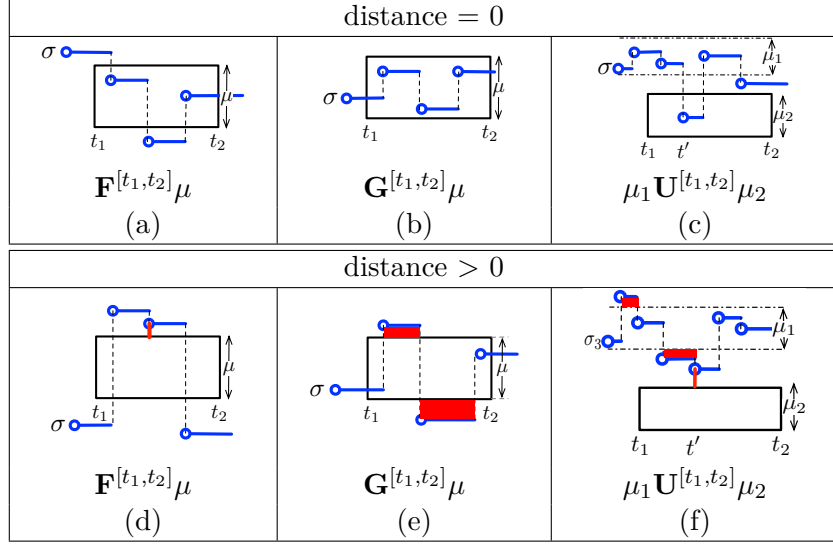 distance = 0
σ
μ
t₁
t₂
𝐅^{[t₁,t₂]}μ
(a)
σ
μ
t₁
t₂
𝐆^{[t₁,t₂]}μ
(b)
σ
μ₁
μ₂
t₁
t′
t₂
μ₁𝐔^{[t₁,t₂]}μ₂
(c)
distance > 0
μ
t₁
t₂
σ
𝐅^{[t₁,t₂]}μ
(d)
μ
σ
t₁
t₂
𝐆^{[t₁,t₂]}μ
(e)
σ₃
μ₁
μ₂
t₁
t′
t₂
μ₁𝐔^{[t₁,t₂]}μ₂
(f)